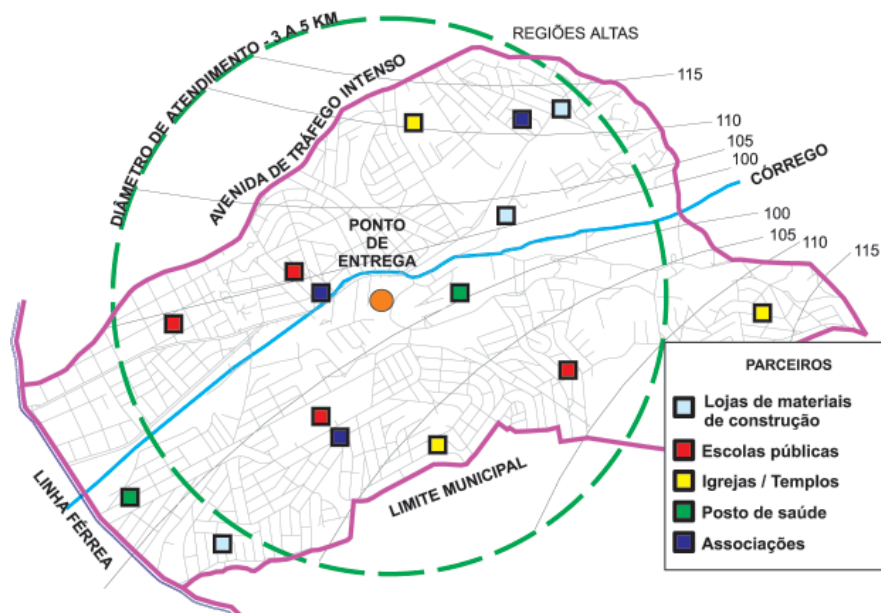 REGIÕES ALTAS
DIÂMETRO DE ATENDIMENTO - 3 A 5 KM
AVENIDA DE TRÁFEGO INTENSO
115
110
105
100
CÓRREGO
PONTO
DE
ENTREGA
100
105
110
115
LINHA FÉRREA
LIMITE MUNICIPAL
PARCEIROS
Lojas de materiais
de construção
Escolas públicas
Igrejas / Templos
Posto de saúde
Associações